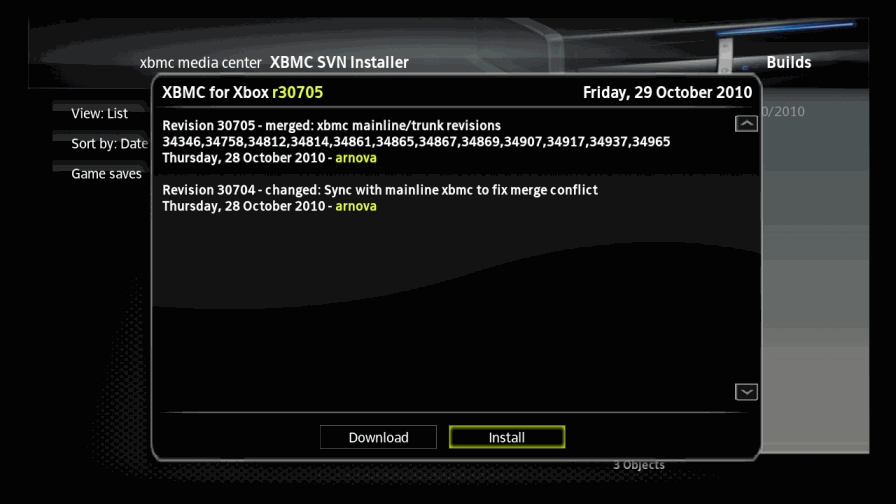 xbmc media center XBMC SVN Installer
Builds
XBMC for Xbox r30705
Friday, 29 October 2010
View: List
Sort by: Date
Game saves
0/2010
Revision 30705 - merged: xbmc mainline/trunk revisions
34346,34758,34812,34814,34861,34865,34867,34869,34907,34917,34937,34965
Thursday, 28 October 2010 - arnova
Revision 30704 - changed: Sync with mainline xbmc to fix merge conflict
Thursday, 28 October 2010 - arnova
Download
Install
3 Objects